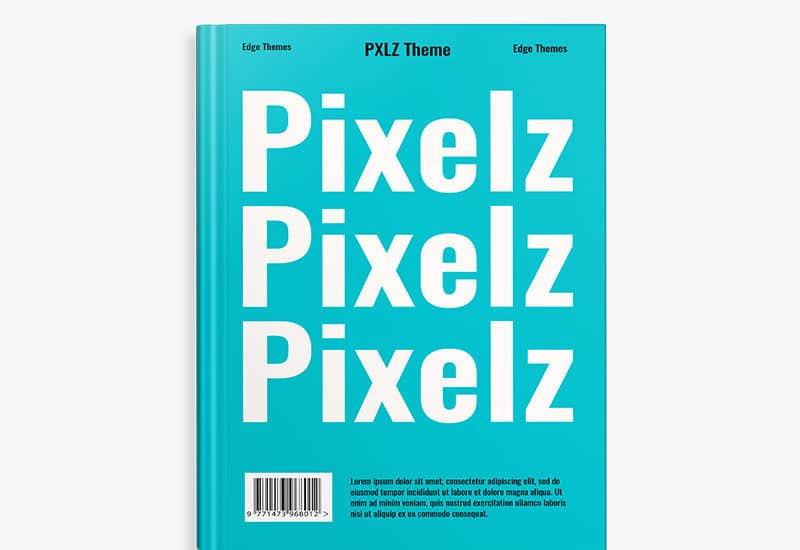 Edge Themes
PXLZ Theme
Edge Themes
Pixelz
Pixelz
Pixelz
9 771473 968012 >
Lorem ipsum dolor sit amet, consectetur adipiscing elit, sed do
eiusmod tempor incididunt ut labore et dolore magna aliqua. Ut
enim ad minim veniam, quis nostrud exercitation ullamco laboris
nisi ut aliquip ex ea commodo consequat.